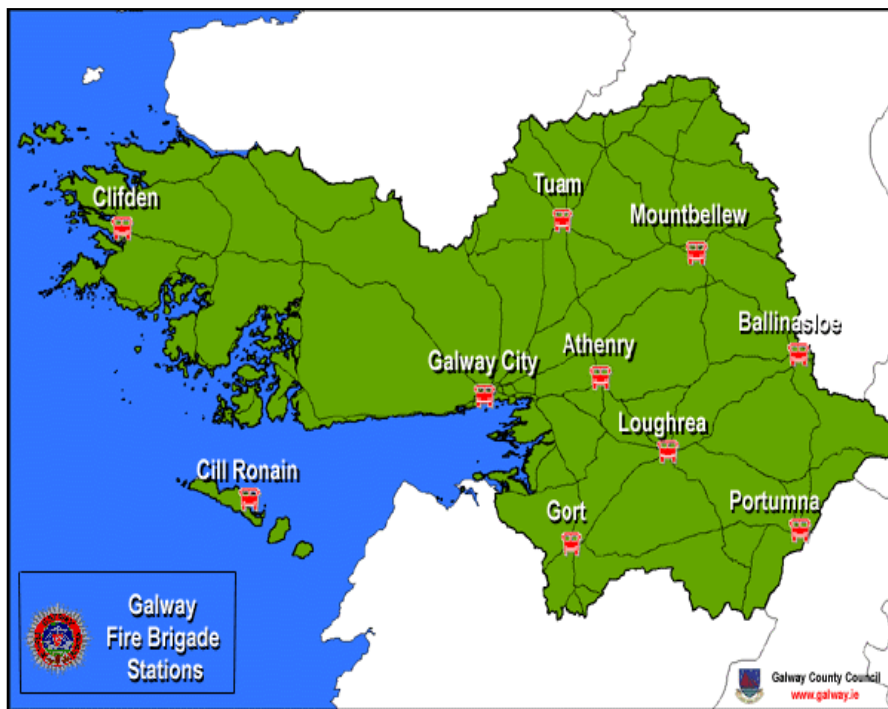 Tuam
Clifden
Mountbellew
Ballinasloe
Galway City
Athenry
Loughrea
Cill Ronain
Portumna
Gort
Galway
Fire Brigade
Stations
Galway County Council
www.galway.ie